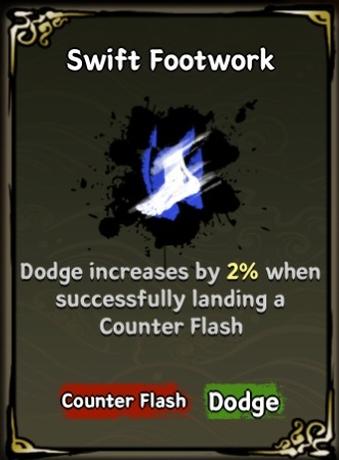 Swift Footwork
Dodge increases by 2% when
successfully landing a
Counter Flash
Counter Flash Dodge